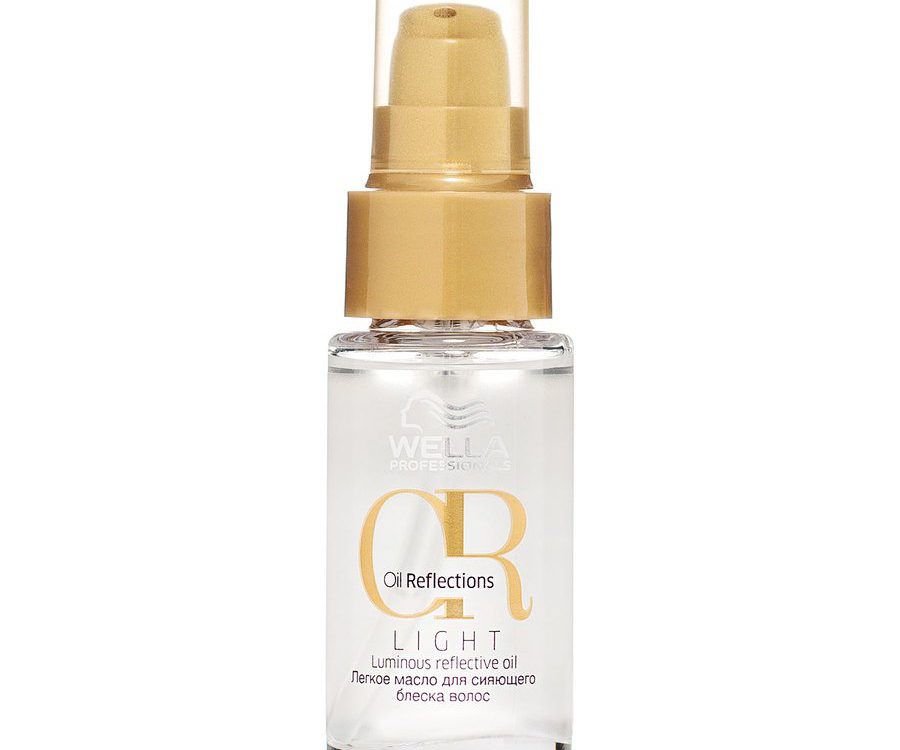 WELLA
PROFESSIONALS
OR
Oil Reflections
LIGHT
Luminous reflective oil
Легкое масло для сияющего
блеска волос